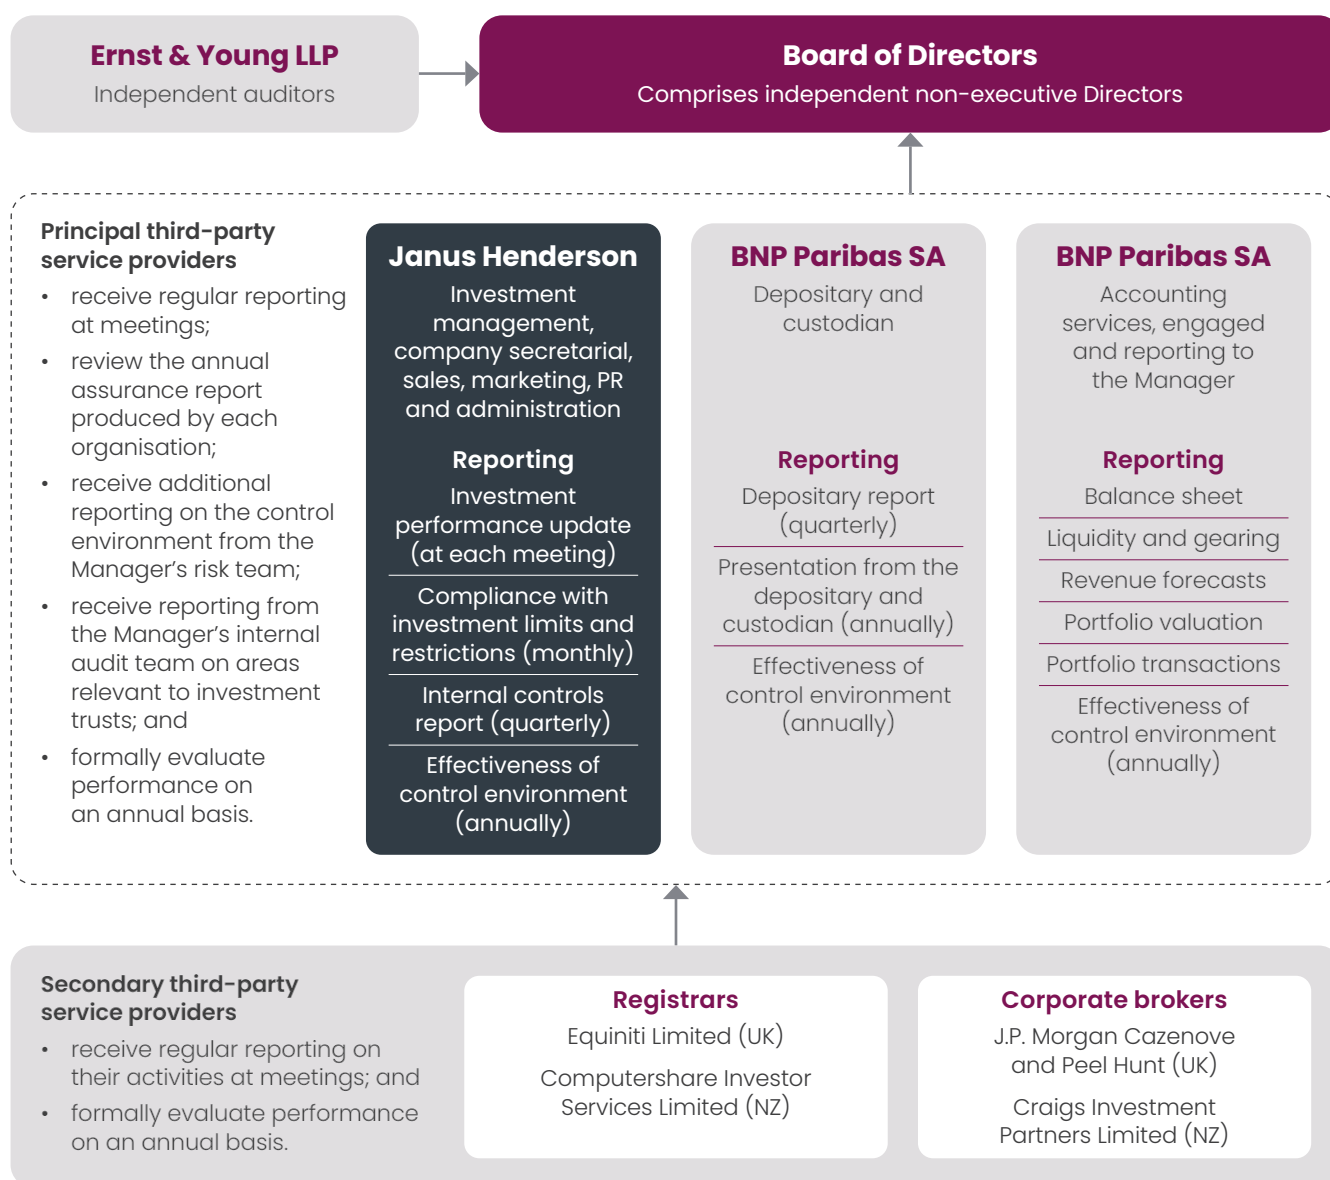 Ernst & Young LLP
Independent auditors
Board of Directors
Comprises independent non-executive Directors
Principal third-party
service providers
• receive regular reporting
at meetings;
• review the annual
assurance report
produced by each
organisation;
• receive additional
reporting on the control
environment from the
Manager’s risk team;
• receive reporting from
the Manager’s internal
audit team on areas
relevant to investment
trusts; and
• formally evaluate
performance on
an annual basis.
Janus Henderson
Investment
management,
company secretarial,
sales, marketing, PR
and administration
Reporting
Investment
performance update
(at each meeting)
Compliance with
investment limits and
restrictions (monthly)
Internal controls
report (quarterly)
Effectiveness of
control environment
(annually)
BNP Paribas SA
Depositary and
custodian
Reporting
Depositary report
(quarterly)
Presentation from the
depositary and
custodian (annually)
Effectiveness of
control environment
(annually)
BNP Paribas SA
Accounting
services, engaged
and reporting to
the Manager
Reporting
Balance sheet
Liquidity and gearing
Revenue forecasts
Portfolio valuation
Portfolio transactions
Effectiveness of
control environment
(annually)
Secondary third-party
service providers
• receive regular reporting on
their activities at meetings; and
• formally evaluate performance
on an annual basis.
Registrars
Equiniti Limited (UK)
Computershare Investor
Services Limited (NZ)
Corporate brokers
J.P. Morgan Cazenove
and Peel Hunt (UK)
Craigs Investment
Partners Limited (NZ)